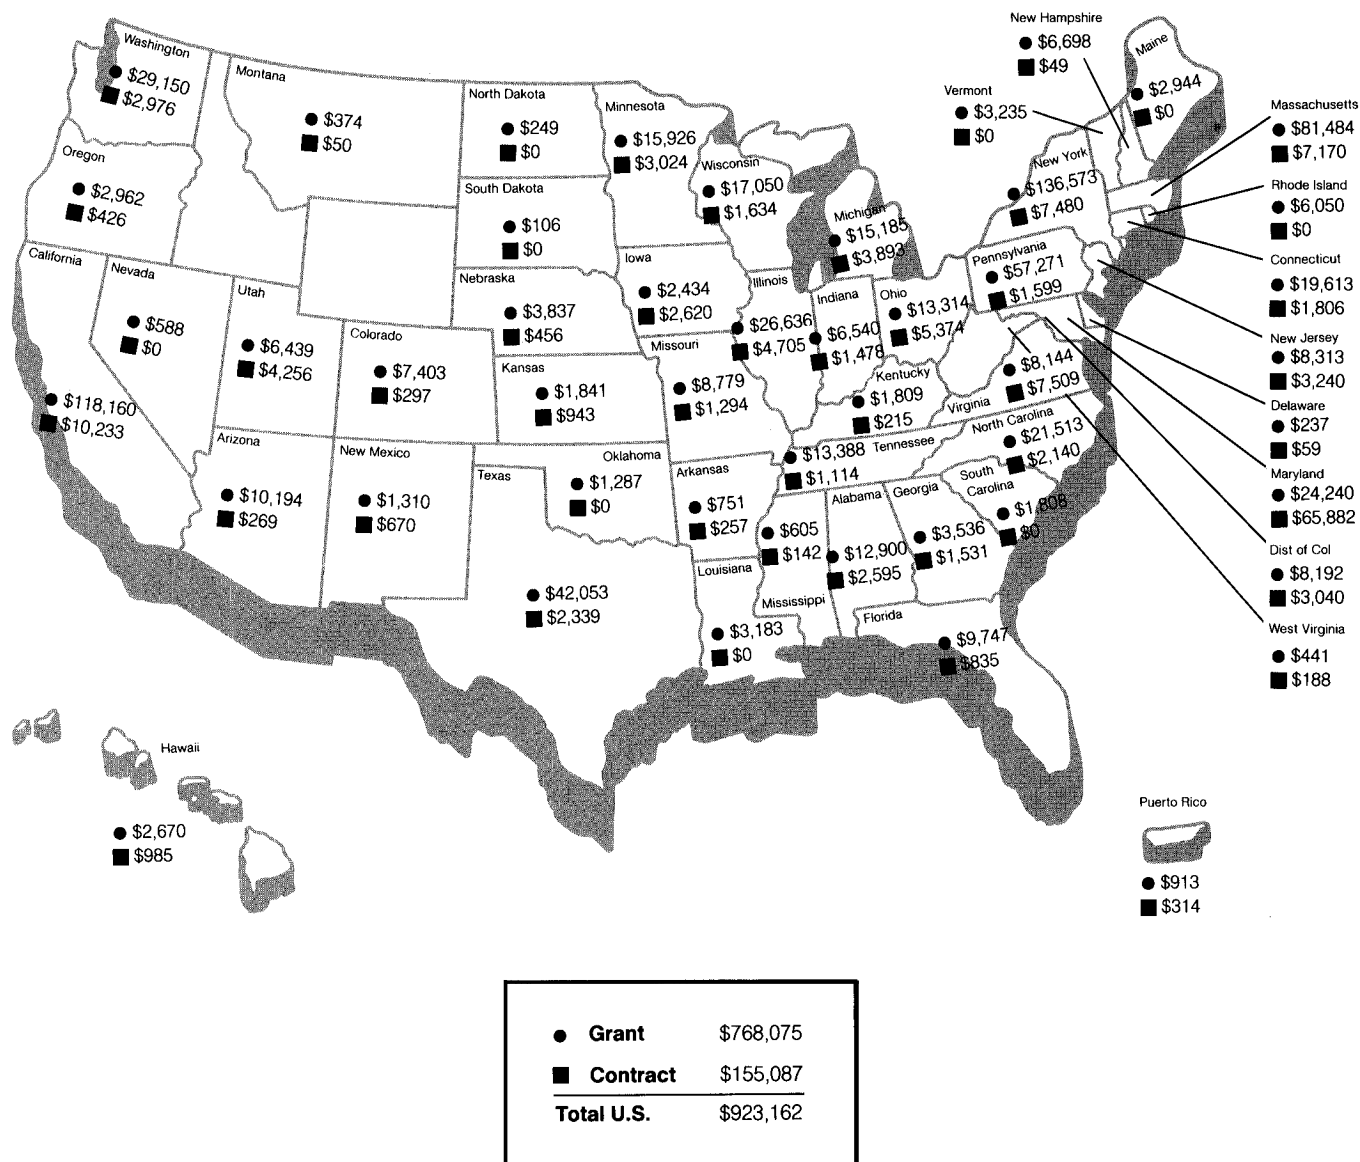 Washington
$29,150
$2,976
Oregon
$2,962
$426
California
$118,160
$10,233
Nevada
$588
$0
Montana
$374
$50
Utah
$6,439
$4,256
Colorado
$7,403
$297
Arizona
$10,194
$269
New Mexico
$1,310
$670
North Dakota
$249
$0
South Dakota
$106
$0
Nebraska
$3,837
$456
Kansas
$1,841
$943
Oklahoma
$1,287
$0
Texas
$42,053
$2,339
Minnesota
$15,926
$3,024
Iowa
$2,434
$2,620
Missouri
$8,779
$1,294
Arkansas
$751
$257
Louisiana
$3,183
$0
Wisconsin
$17,050
$1,634
Illinois
$26,636
$4,705
Michigan
$15,185
$3,893
Indiana
$6,540
$1,478
Ohio
$13,314
$5,374
Kentucky
$1,809
$215
Tennessee
$13,388
$1,114
Mississippi
$605
$142
Alabama
$12,900
$2,595
Georgia
$3,536
$1,531
Florida
$9,747
$835
South
Carolina
$1,808
$0
North Carolina
$21,513
$2,140
Virginia
$8,144
$7,509
Pennsylvania
$57,271
$1,599
New York
$136,573
$7,480
Vermont
$3,235
$0
New Hampshire
$6,698
$49
Maine
$2,944
$0
Massachusetts
$81,484
$7,170
Rhode Island
$6,050
$0
Connecticut
$19,613
$1,806
New Jersey
$8,313
$3,240
Delaware
$237
$59
Maryland
$24,240
$65,882
Dist of Col
$8,192
$3,040
West Virginia
$441
$188
Hawaii
$2,670
$985
Puerto Rico
$913
$314
Grant $768,075
Contract $155,087
Total U.S. $923,162